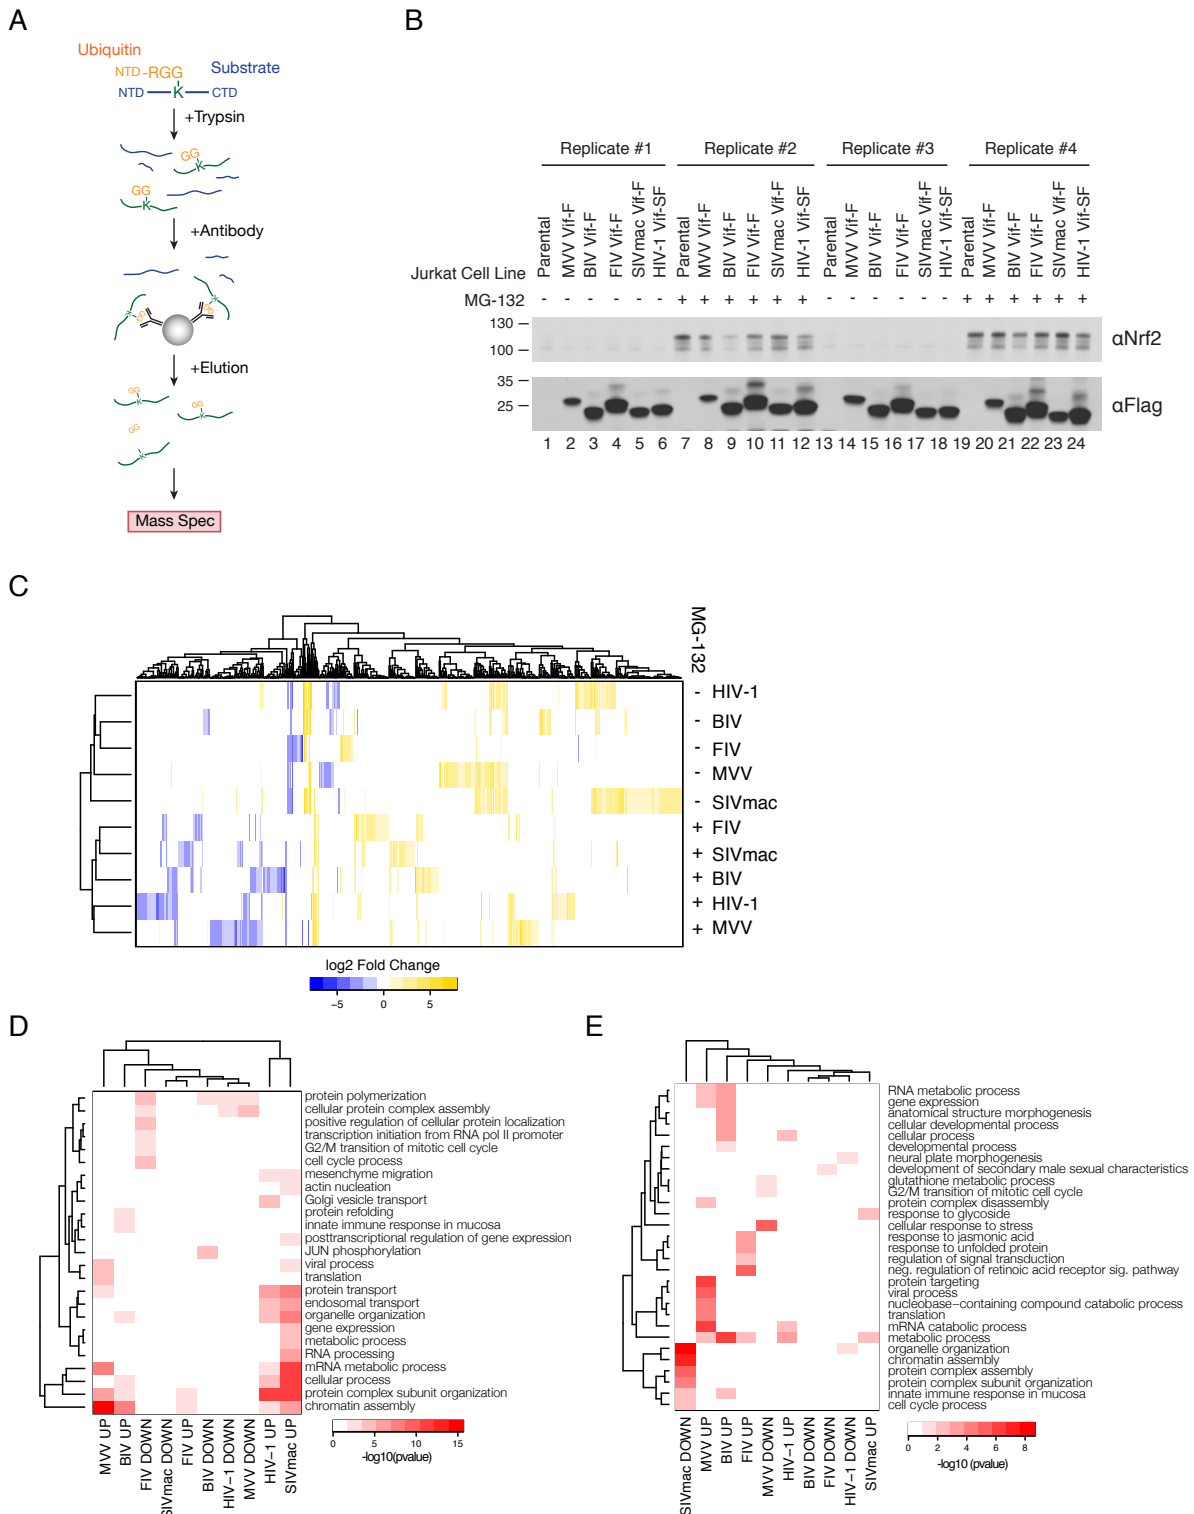 A
Ubiquitin
NTD-RGG
Substrate
NTD
K
CTD
+Trypsin
GG
K
GG
K
+Antibody
GG
K
GG
K
+Elution
GG
K
GG
K
GG
K
Mass Spec
B
Replicate #1 Replicate #2 Replicate #3 Replicate #4
Jurkat Cell Line Parental MVV Vif-F BIV Vif-F FIV Vif-F SIVmac Vif-F HIV-1 Vif-SF Parental MVV Vif-F BIV Vif-F FIV Vif-F SIVmac Vif-F HIV-1 Vif-SF Parental MVV Vif-F BIV Vif-F FIV Vif-F SIVmac Vif-F HIV-1 Vif-SF Parental MVV Vif-F BIV Vif-F FIV Vif-F SIVmac Vif-F HIV-1 Vif-SF
MG-132 - - - - - - + + + + + + - - - - - - + + + + + +
130
100
αNrf2
35
25
αFlag
1 2 3 4 5 6 7 8 9 10 11 12 13 14 15 16 17 18 19 20 21 22 23 24
C
MG-132
- HIV-1
- BIV
- FIV
- MVV
- SIVmac
+ FIV
+ SIVmac
+ BIV
+ HIV-1
+ MVV
log2 Fold Change
−5 0 5
D
protein polymerization
cellular protein complex assembly
positive regulation of cellular protein localization
transcription initiation from RNA pol II promoter
G2/M transition of mitotic cell cycle
cell cycle process
mesenchyme migration
actin nucleation
Golgi vesicle transport
protein refolding
innate immune response in mucosa
posttranscriptional regulation of gene expression
JUN phosphorylation
viral process
translation
protein transport
endosomal transport
organelle organization
gene expression
metabolic process
RNA processing
mRNA metabolic process
cellular process
protein complex subunit organization
chromatin assembly
MVV UP
BIV UP
FIV DOWN
SIVmac DOWN
FIV UP
BIV DOWN
HIV−1 DOWN
MVV DOWN
HIV−1 UP
SIVmac UP
0 5 10 15
-log10(pvalue)
E
RNA metabolic process
gene expression
anatomical structure morphogenesis
cellular developmental process
cellular process
developmental process
neural plate morphogenesis
development of secondary male sexual characteristics
glutathione metabolic process
G2/M transition of mitotic cell cycle
protein complex disassembly
response to glycoside
cellular response to stress
response to jasmonic acid
response to unfolded protein
regulation of signal transduction
neg. regulation of retinoic acid receptor sig. pathway
protein targeting
viral process
nucleobase−containing compound catabolic process
translation
mRNA catabolic process
metabolic process
organelle organization
chromatin assembly
protein complex assembly
protein complex subunit organization
innate immune response in mucosa
cell cycle process
SIVmac DOWN
MVV UP
BIV UP
FIV UP
MVV DOWN
HIV−1 UP
BIV DOWN
FIV DOWN
HIV−1 DOWN
SIVmac UP
0 2 4 6 8
-log10 (pvalue)